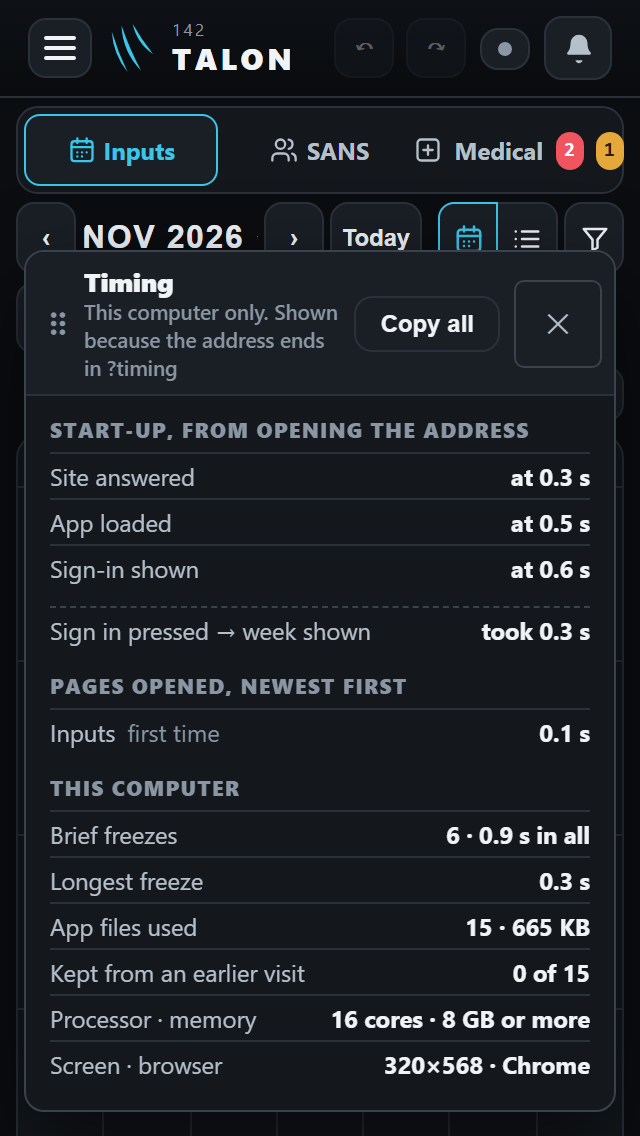 142
TALON
Inputs
SANS
Medical
2
1
‹
NOV 2026
›
Today
Timing
This computer only. Shown
because the address ends
in ?timing
Copy all
START-UP, FROM OPENING THE ADDRESS
Site answered at 0.3 s
App loaded at 0.5 s
Sign-in shown at 0.6 s
Sign in pressed → week shown took 0.3 s
PAGES OPENED, NEWEST FIRST
Inputs first time 0.1 s
THIS COMPUTER
Brief freezes 6 · 0.9 s in all
Longest freeze 0.3 s
App files used 15 · 665 KB
Kept from an earlier visit 0 of 15
Processor · memory 16 cores · 8 GB or more
Screen · browser 320×568 · Chrome